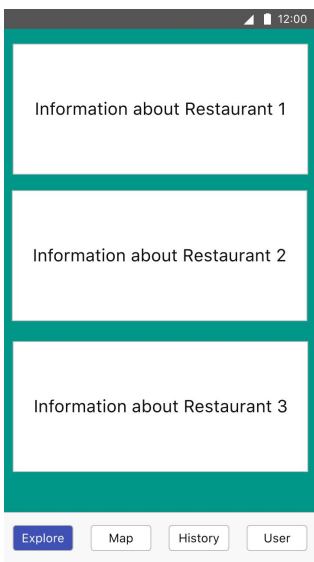 12:00
Information about Restaurant 1
Information about Restaurant 2
Information about Restaurant 3
Explore Map History User